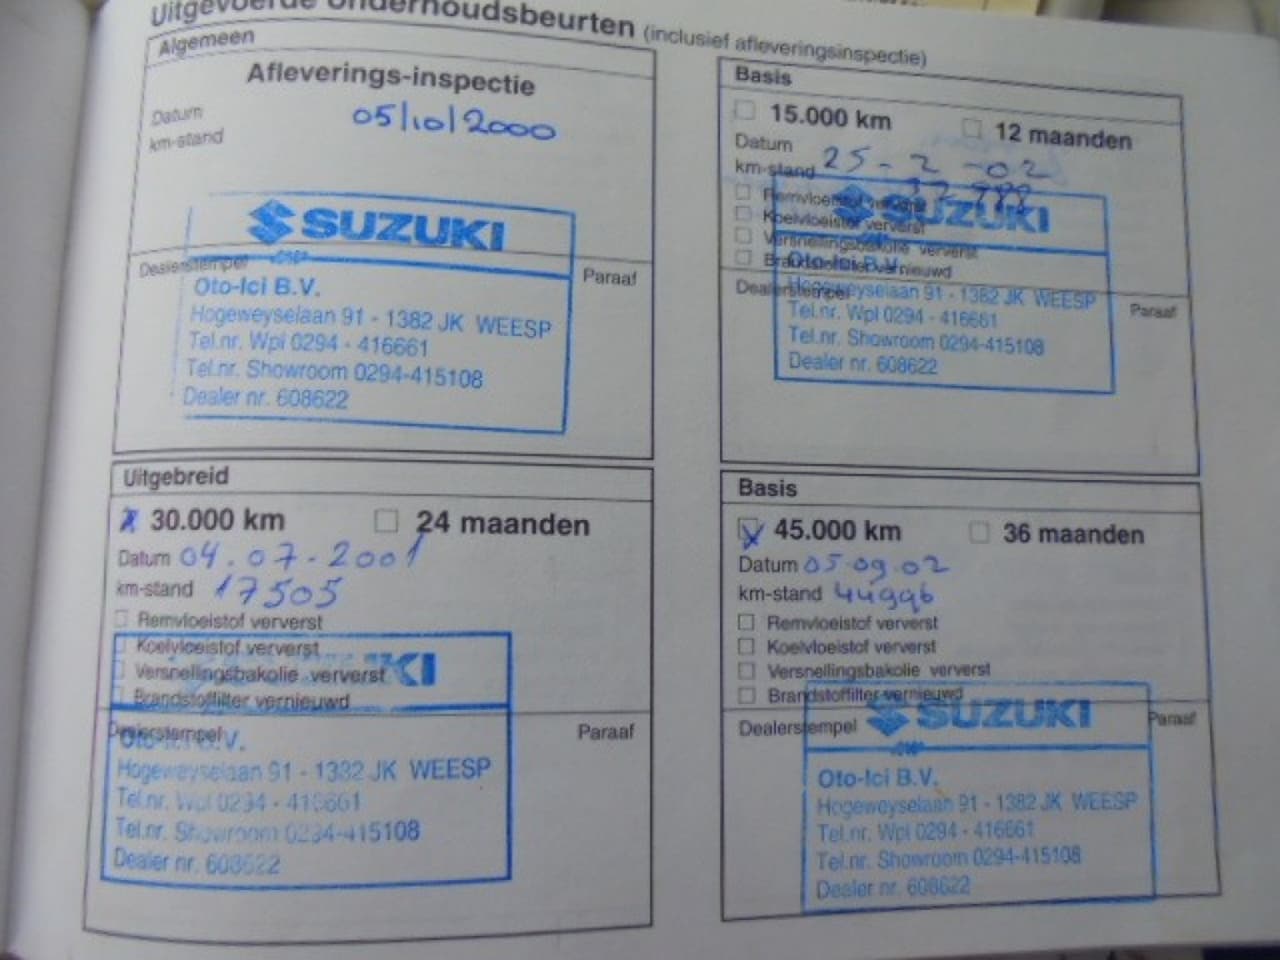 Uitgevoerde onderhoudsbeurten (inclusief afleveringsinspectie)
Algemeen
Afleverings-inspectie
Datum 05/10/2000
km-stand
SUZUKI
Dealerstempel
Paraaf
Oto-Ici B.V.
Hogeweyselaan 91 - 1382 JK WEESP
Tel.nr. Wpl 0294 - 416661
Tel.nr. Showroom 0294-415108
Dealer nr. 608622
Basis
15.000 km 12 maanden
Datum 25-2-02
km-stand
Remvloeistof ververst
SUZUKI
Koelvloeistof ververst
Versnellingsbakolie ververst
Brandstoffilter vernieuwd
Oto-Ici B.V.
Dealerstempel
Paraaf
Hogeweyselaan 91 - 1382 JK WEESP
Tel.nr. Wpl 0294 - 416661
Tel.nr. Showroom 0294-415108
Dealer nr. 608622
Uitgebreid
30.000 km 24 maanden
Datum 04.07-2001
km-stand 17505
Remvloeistof ververst
Koelvloeistof ververst
Versnellingsbakolie ververst
Brandstoffilter vernieuwd
Dealerstempel
Paraaf
Oto-Ici B.V.
Hogeweyselaan 91 - 1382 JK WEESP
Tel.nr. Wpl 0294 - 416661
Tel.nr. Showroom 0294-415108
Dealer nr. 608622
Basis
45.000 km 36 maanden
Datum 05.09.02
km-stand 44996
Remvloeistof ververst
Koelvloeistof ververst
Versnellingsbakolie ververst
Brandstoffilter vernieuwd
SUZUKI
Dealerstempel
Paraaf
Oto-Ici B.V.
Hogeweyselaan 91 - 1382 JK WEESP
Tel.nr. Wpl 0294 - 416661
Tel.nr. Showroom 0294-415108
Dealer nr. 608622